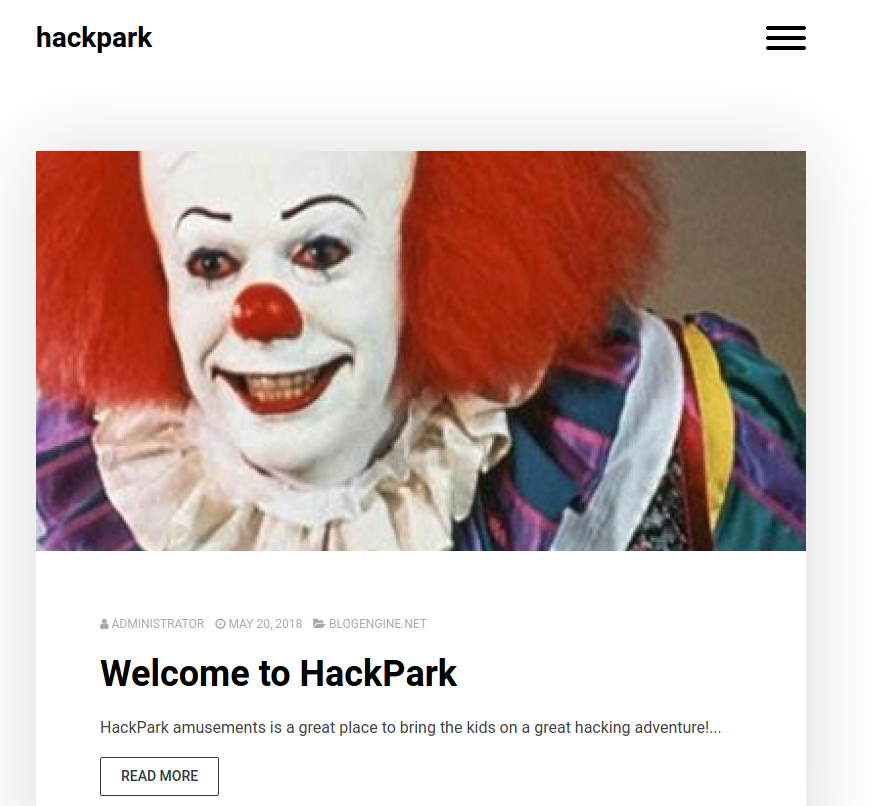 hackpark
ADMINISTRATOR MAY 20, 2018 BLOGENGINE.NET
Welcome to HackPark
HackPark amusements is a great place to bring the kids on a great hacking adventure!...
READ MORE